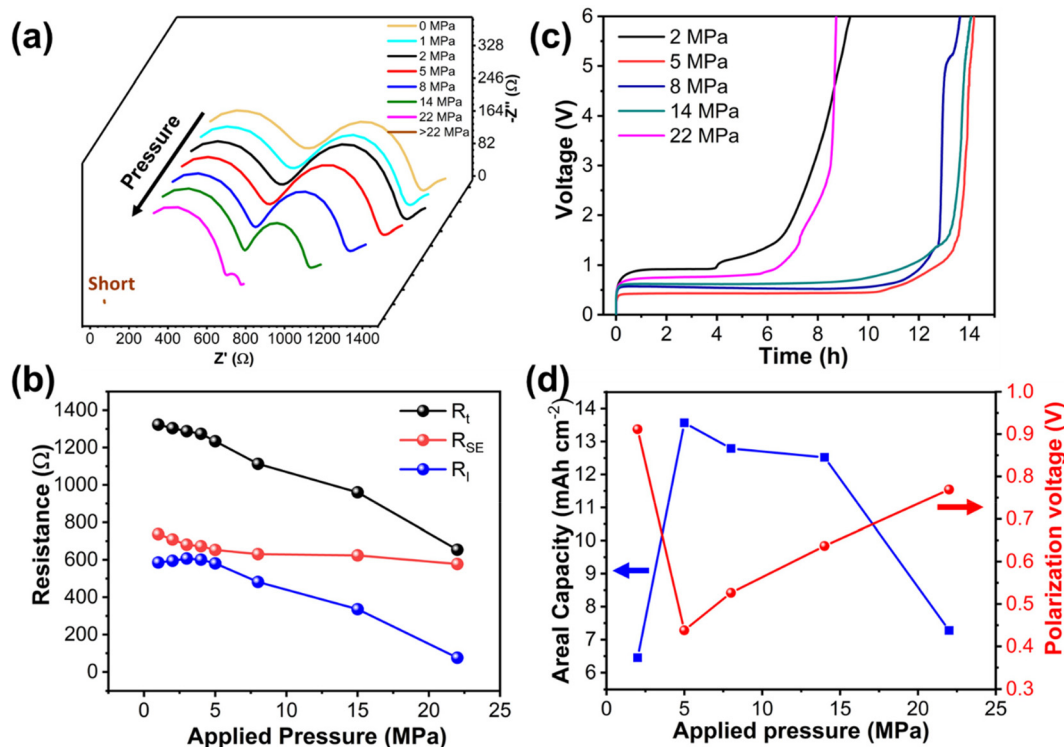 (a)
0 MPa
1 MPa
2 MPa
5 MPa
8 MPa
14 MPa
22 MPa
>22 MPa
328
246
164
82
0
-Z'' (Ω)
Pressure
Short
0 200 400 600 800 1000 1200 1400
Z' (Ω)
(c)
2 MPa
5 MPa
8 MPa
14 MPa
22 MPa
6
5
4
3
2
1
0
Voltage (V)
0 2 4 6 8 10 12 14
Time (h)
(b)
Rt
RSE
RI
1400
1200
1000
800
600
400
200
0
Resistance (Ω)
0 5 10 15 20 25
Applied Pressure (MPa)
(d)
14
13
12
11
10
9
8
7
6
Areal Capacity (mAh cm-2)
1.0
0.9
0.8
0.7
0.6
0.5
0.4
0.3
Polarization voltage (V)
0 5 10 15 20 25
Applied pressure (MPa)